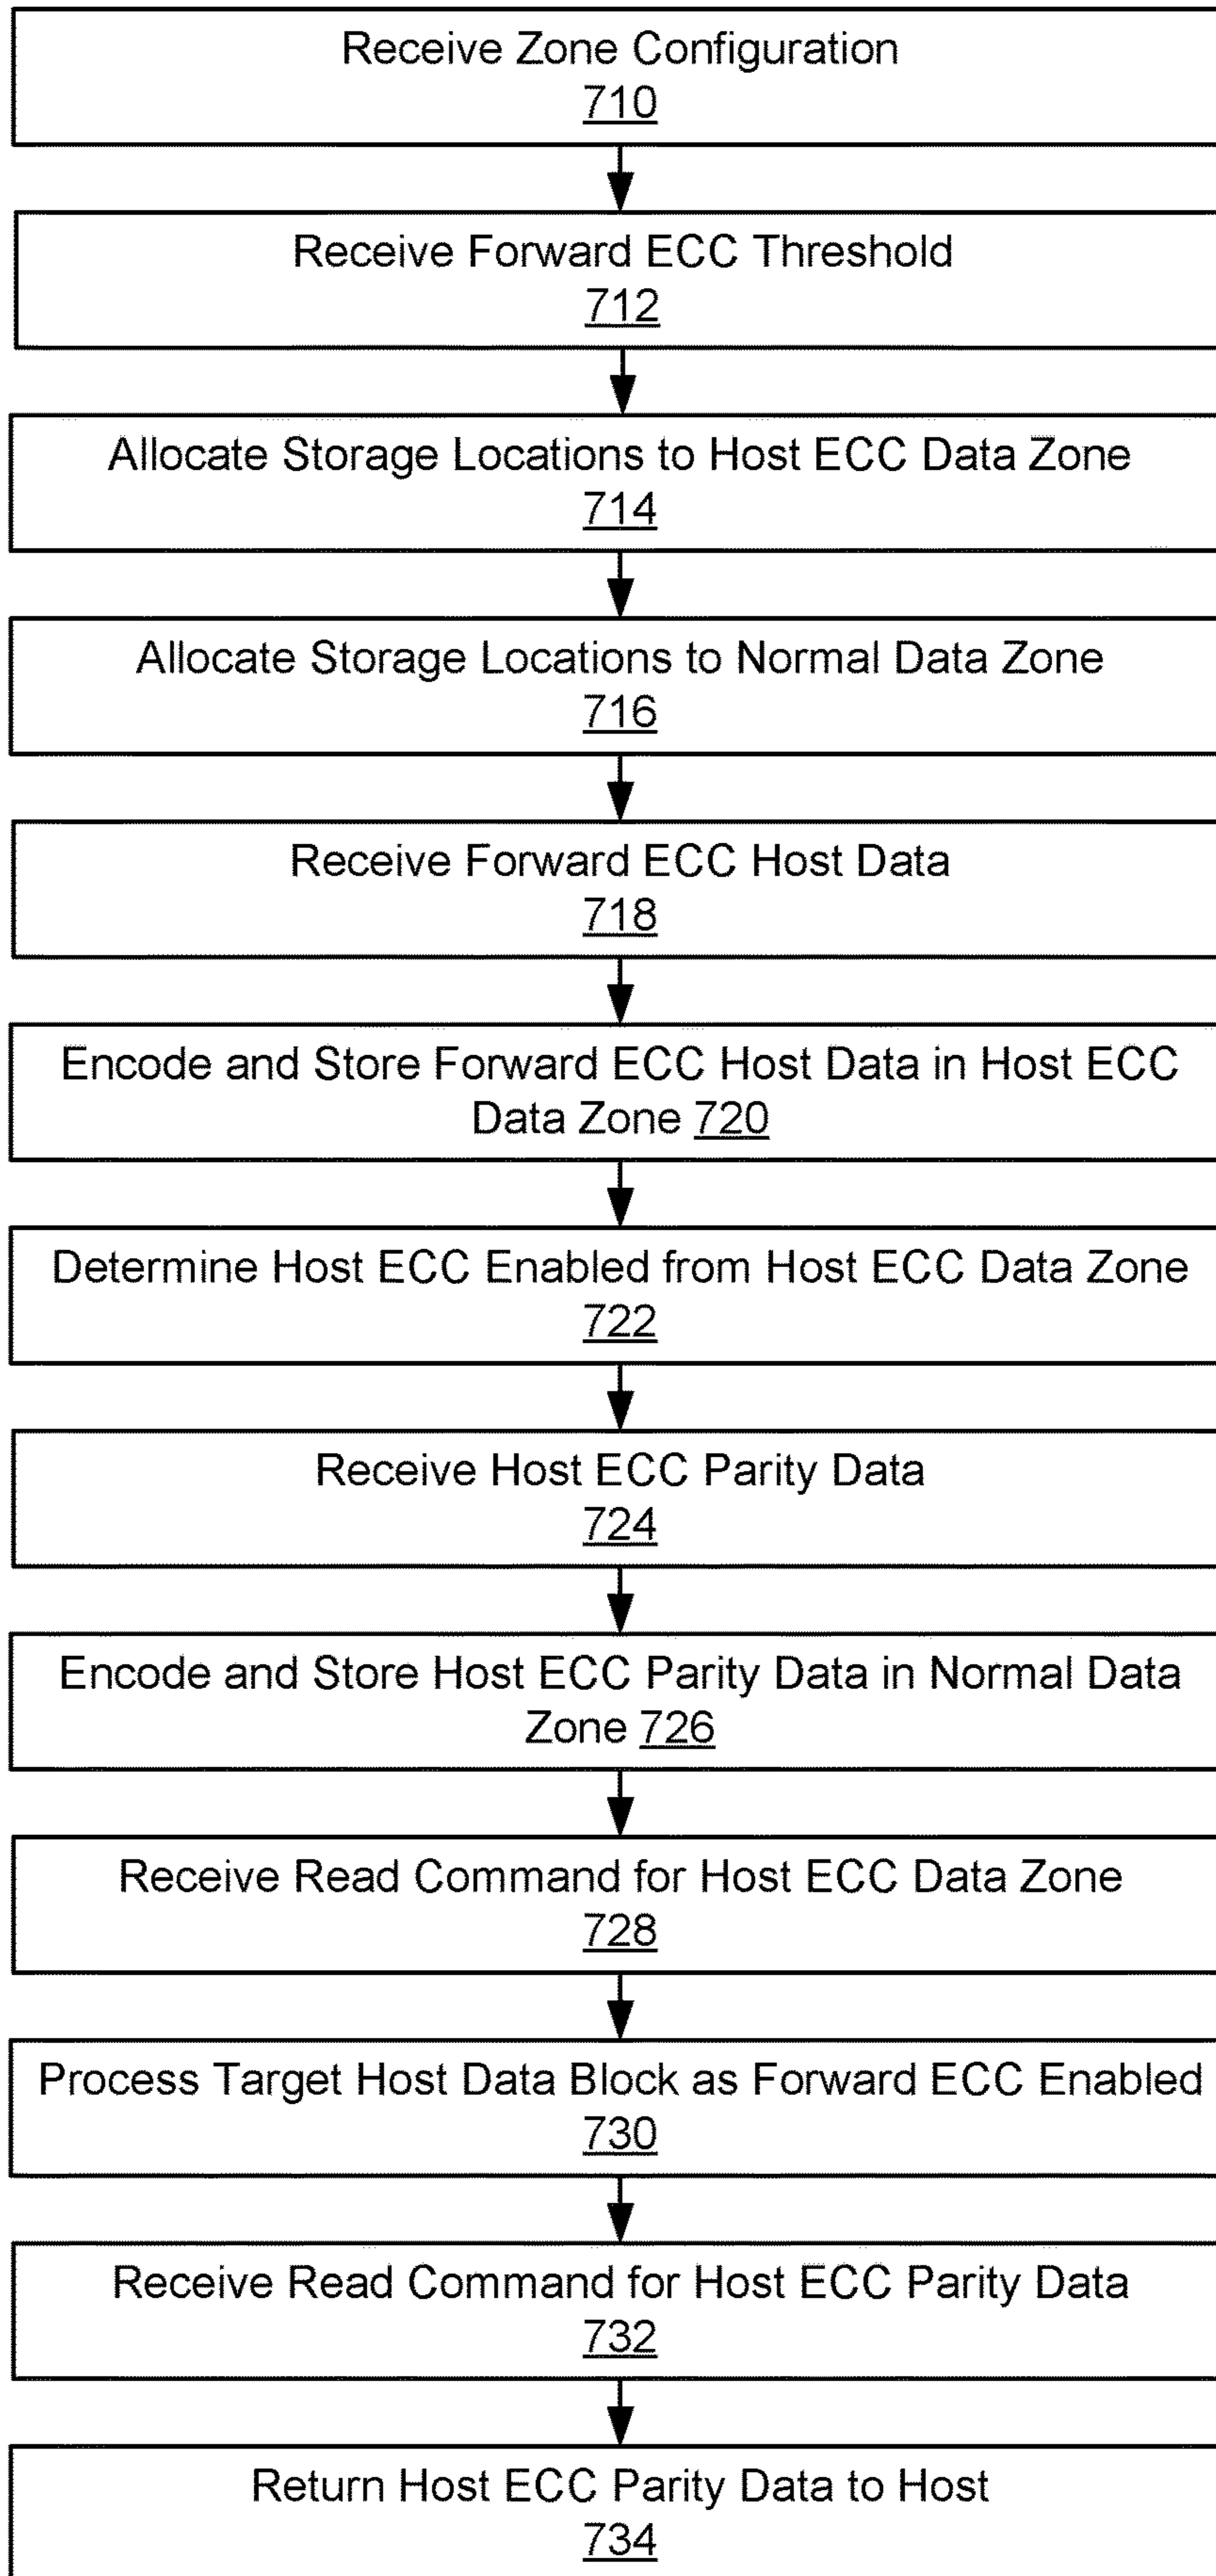 Receive Zone Configuration
710
Receive Forward ECC Threshold
712
Allocate Storage Locations to Host ECC Data Zone
714
Allocate Storage Locations to Normal Data Zone
716
Receive Forward ECC Host Data
718
Encode and Store Forward ECC Host Data in Host ECC
Data Zone 720
Determine Host ECC Enabled from Host ECC Data Zone
722
Receive Host ECC Parity Data
724
Encode and Store Host ECC Parity Data in Normal Data
Zone 726
Receive Read Command for Host ECC Data Zone
728
Process Target Host Data Block as Forward ECC Enabled
730
Receive Read Command for Host ECC Parity Data
732
Return Host ECC Parity Data to Host
734